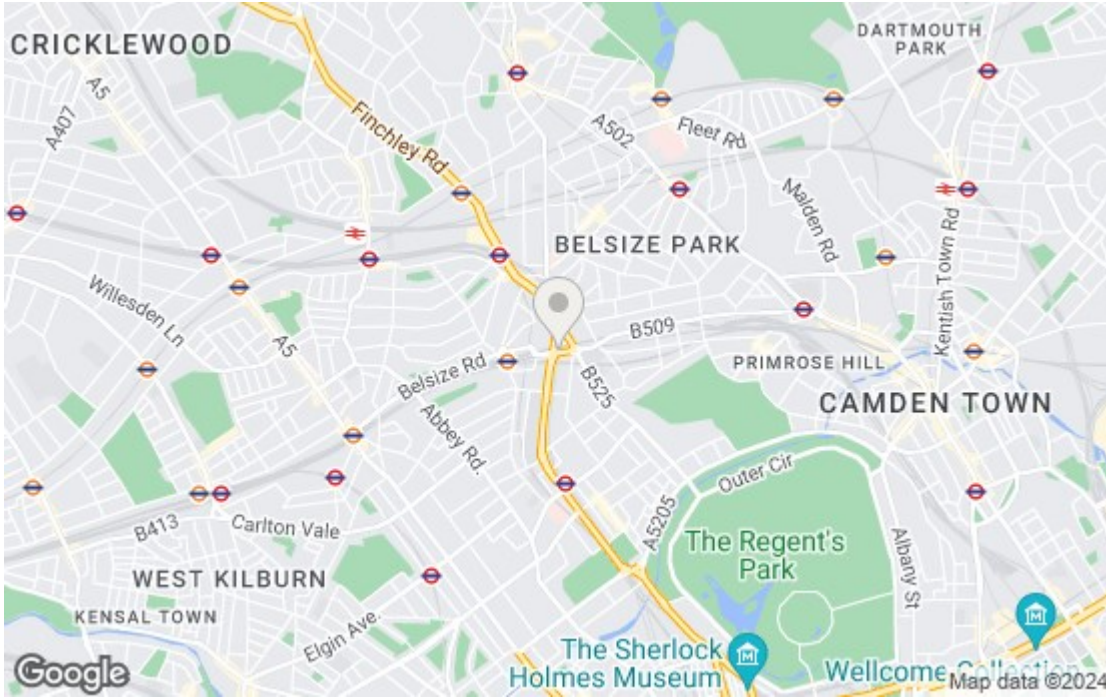 CRICKLEWOOD
DARTMOUTH
PARK
A5
A407
Finchley Rd
A502
Fleet Rd
Malden Rd
BELSIZE PARK
Kentish Town Rd
Willesden Ln
A5
B509
Belsize Rd
PRIMROSE HILL
B525
Abbey Rd.
CAMDEN TOWN
Outer Cir
A5205
B413
Carlton Vale
The Regent's
Park
Albany St
WEST KILBURN
KENSAL TOWN
Elgin Ave.
The Sherlock
Holmes Museum
Wellcome Collection
Google
Map data ©2024